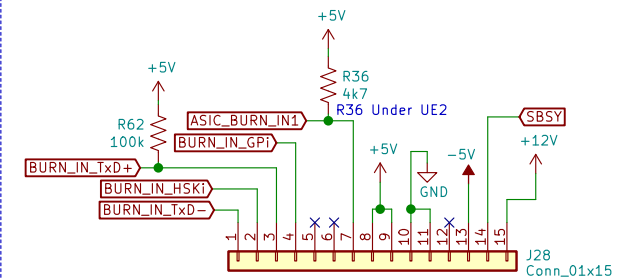 +5V
+5V
R36
4k7
R36 Under UE2
R62
100k
ASIC_BURN_IN1
SBSY
BURN_IN_GPi
+12V
+5V
-5V
BURN_IN_TxD+
GND
BURN_IN_HSKi
BURN_IN_TxD-
1 2 3 4 5 6 7 8 9 10 11 12 13 14 15
J28
Conn_01x15